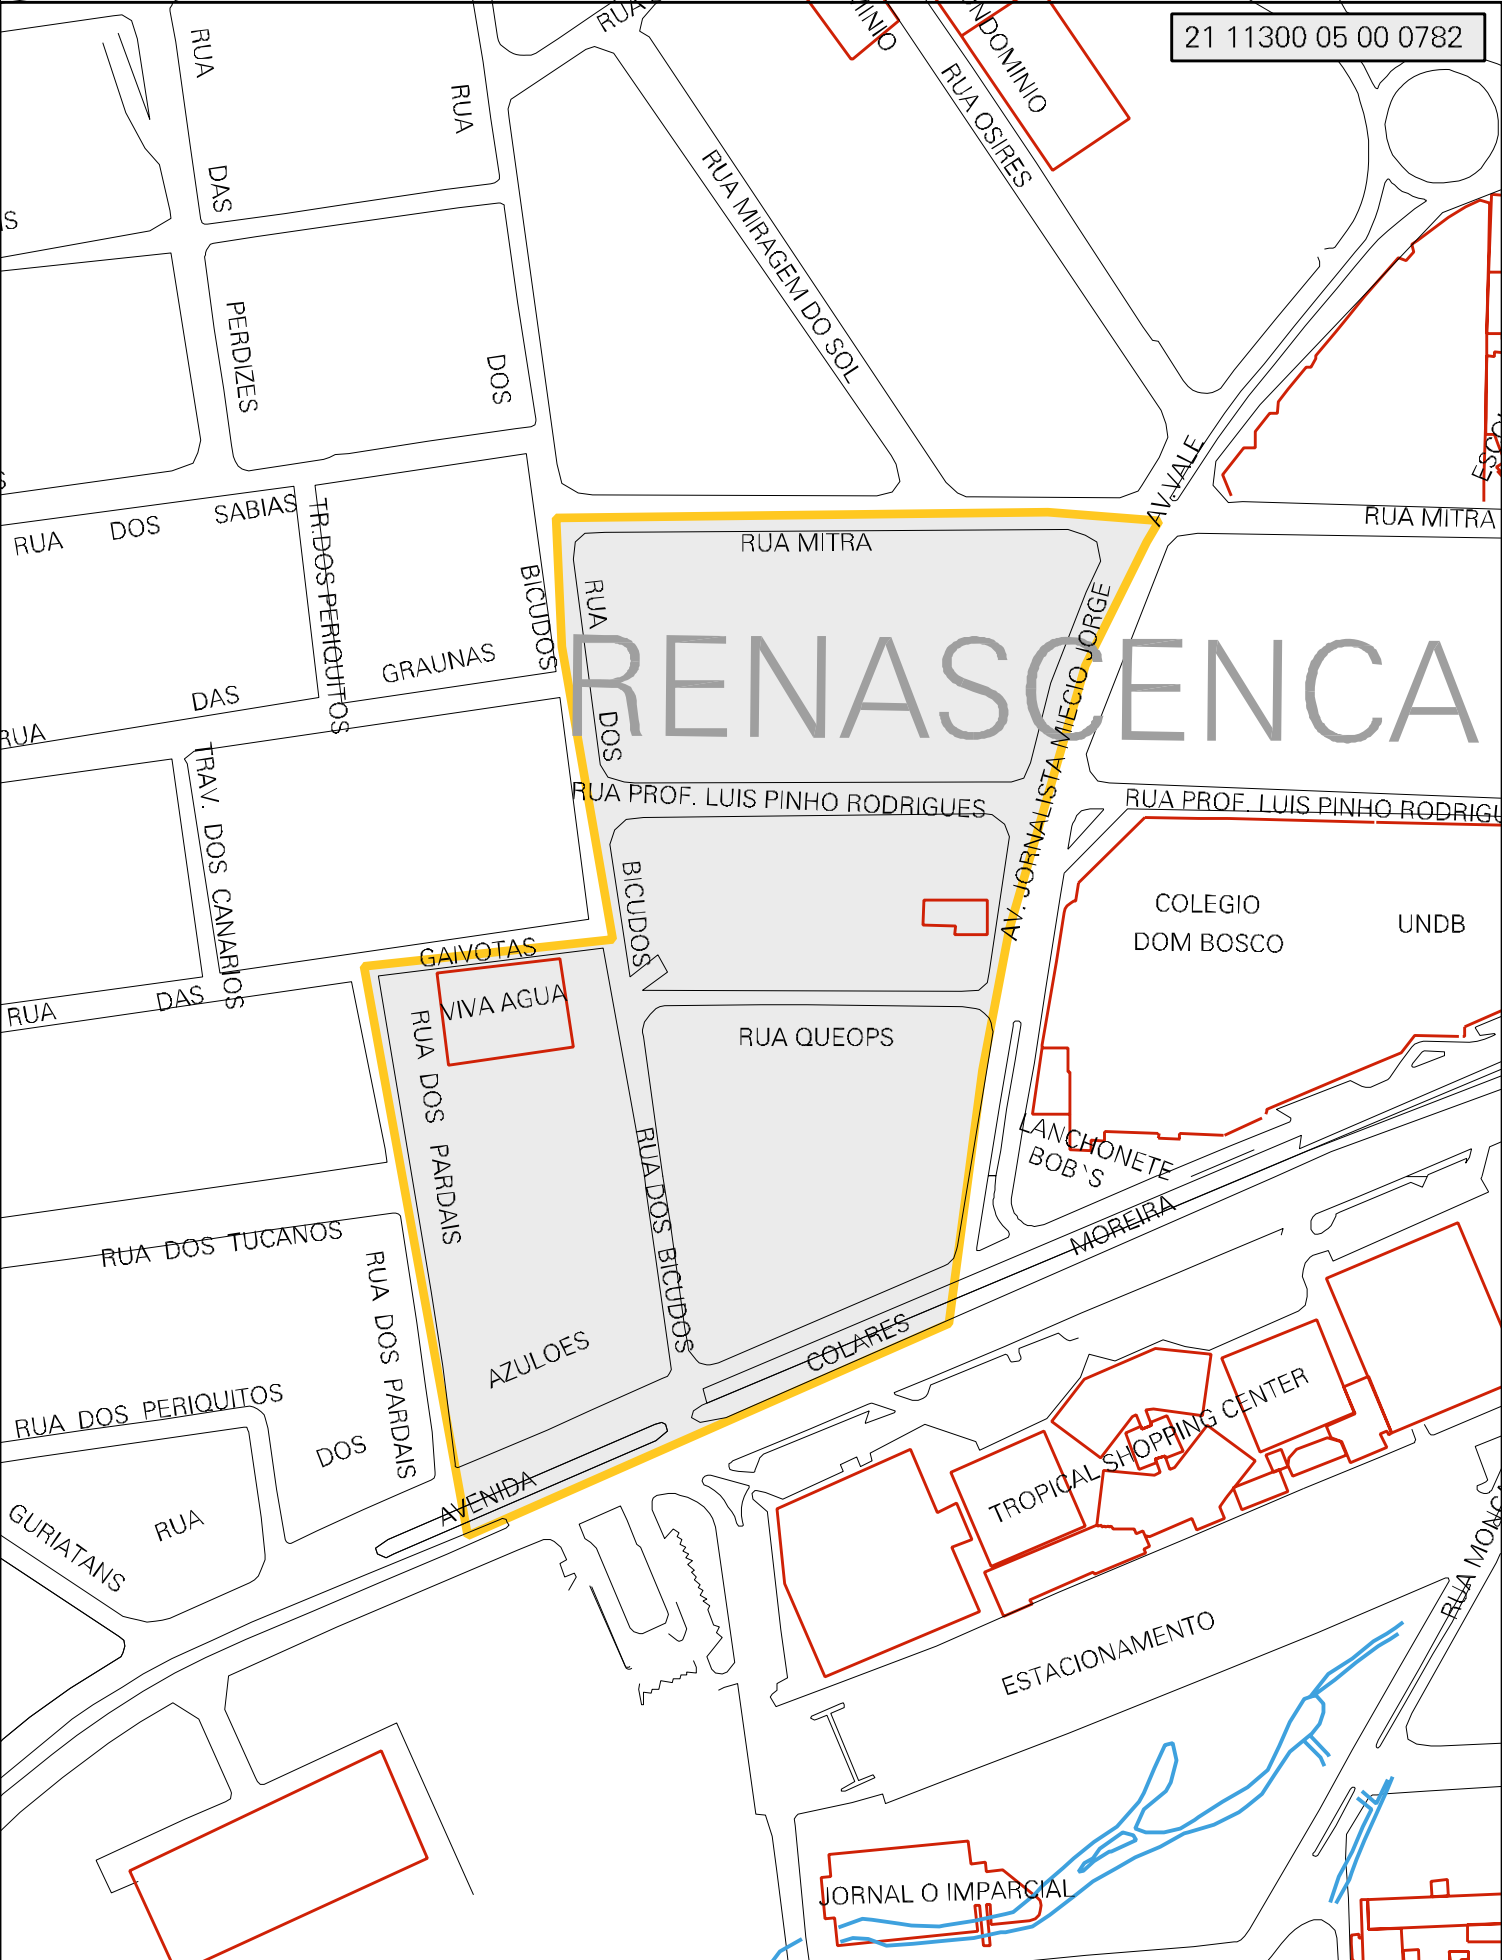 21 11300 05 00 0782
RUA
RUA
RUA
DAS
PERDIZES
DOS
BICUDOS
RUA MIRAGEM DO SOL
RUA OSIRES
AV.VALE
RUA MITRA
RUA MITRA
RUA DOS SABIAS
TR.DOS PERIQUITOS
GRAUNAS
DAS
RUA
RENASCENCA
RUA
DOS
BICUDOS
AV. JORNALISTA MIECIO JORGE
RUA PROF. LUIS PINHO RODRIGUES
RUA PROF. LUIS PINHO RODRIGU
TRAV. DOS CANARIOS
COLEGIO
DOM BOSCO
UNDB
GAIVOTAS
DAS
RUA
VIVA AGUA
RUA QUEOPS
RUA DOS PARDAIS
RUA DOS BICUDOS
LANCHONETE
BOB`S
RUA DOS TUCANOS
RUA DOS PARDAIS
AZULOES
DOS
RUA
RUA DOS PERIQUITOS
GURIATANS
AVENIDA
COLARES
MOREIRA
TROPICAL SHOPPING CENTER
ESTACIONAMENTO
JORNAL O IMPARCIAL